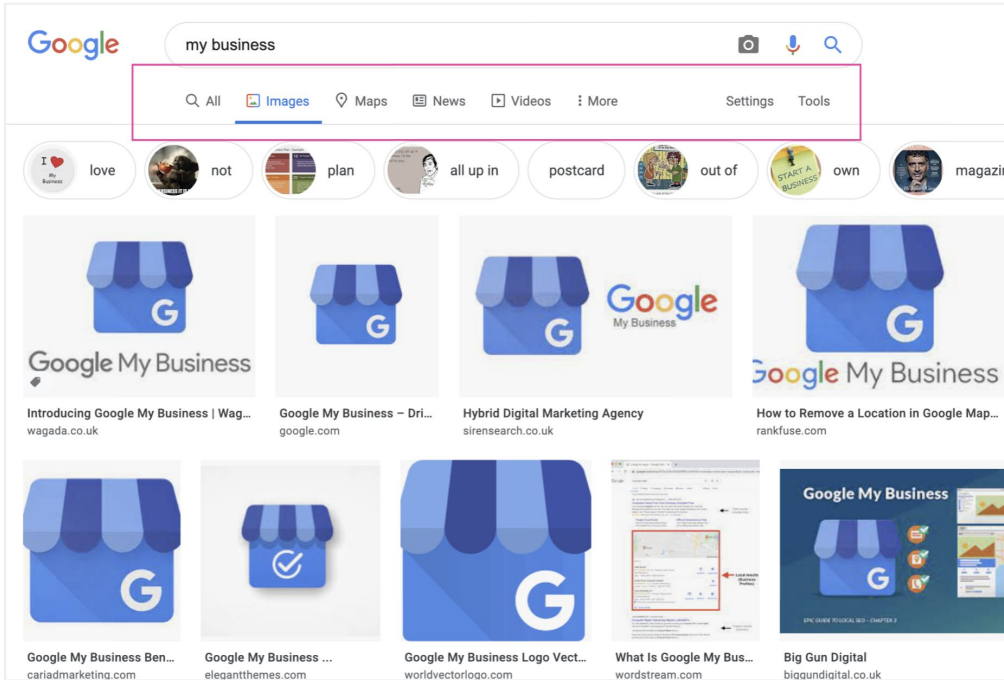 Google
my business
All Images Maps News Videos More Settings Tools
I
My
Business
love
not
plan
all up in
postcard
out of
START A
BUSINESS
own
magazin
G
Google My Business
G
G
Google
My Business
G
Google My Business
Introducing Google My Business | Wag...
wagada.co.uk
Google My Business – Dri...
google.com
Hybrid Digital Marketing Agency
sirensearch.co.uk
How to Remove a Location in Google Map...
rankfuse.com
G
G
Local results
(Business
Profiles)
Google My Business
G
EPIC GUIDE TO LOCAL SEO – CHAPTER 2
Google My Business Ben...
cariadmarketing.com
Google My Business ...
elegantthemes.com
Google My Business Logo Vect...
worldvectorlogo.com
What Is Google My Bus...
wordstream.com
Big Gun Digital
biggundigital.co.uk